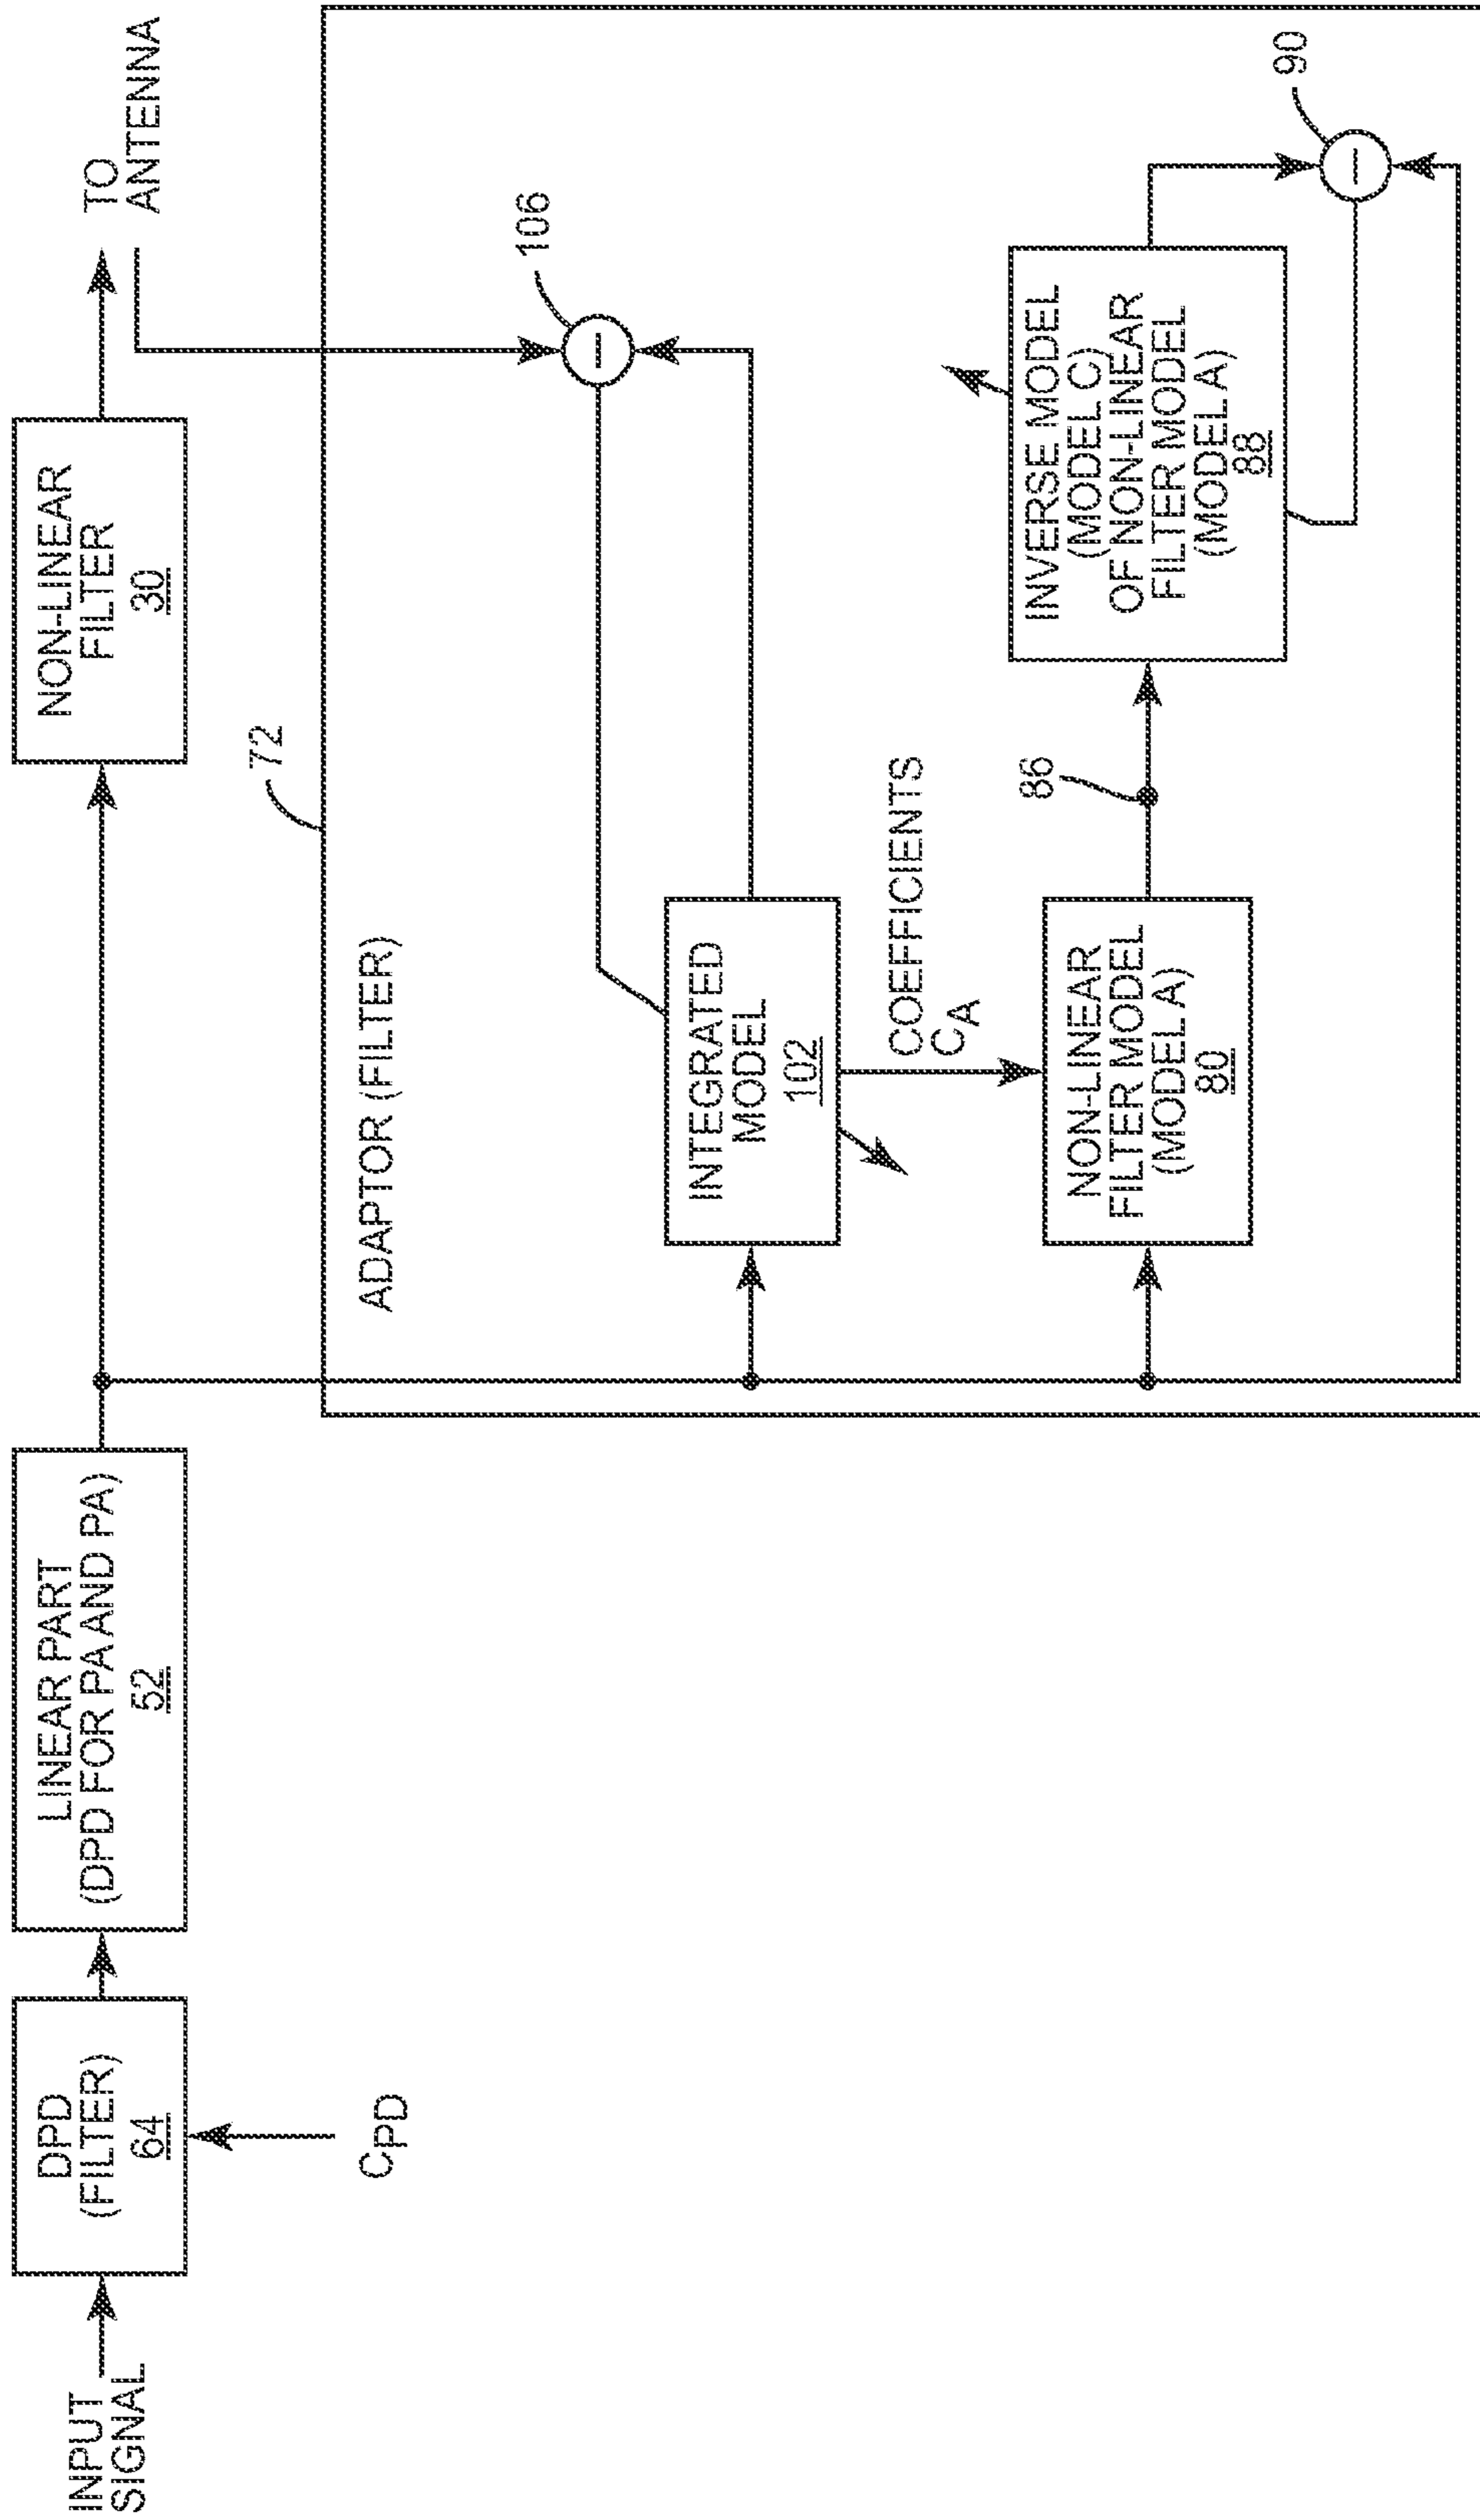 INPUT
SIGNAL
DPD
(FILTER)
64
CPD
LINEAR PART
(DPD FOR PA AND PA)
52
NON-LINEAR
FILTER
30
TO
ANTENNA
72
ADAPTOR (FILTER)
106
INTEGRATED
MODEL
102
COEFFICIENTS
CA
NON-LINEAR
FILTER MODEL
(MODEL A)
80
86
INVERSE MODEL
(MODEL C)
OF NON-LINEAR
FILTER MODEL
(MODEL A)
88
90